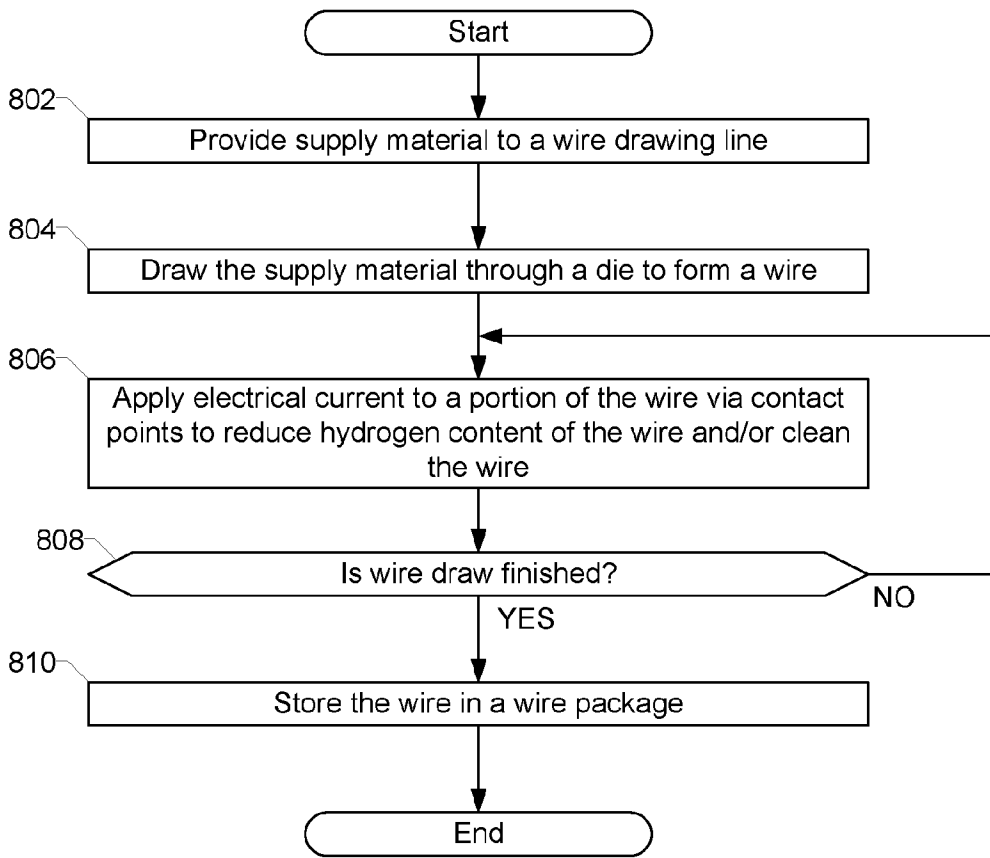 Start
802
Provide supply material to a wire drawing line
804
Draw the supply material through a die to form a wire
806
Apply electrical current to a portion of the wire via contact
points to reduce hydrogen content of the wire and/or clean
the wire
808
Is wire draw finished?
NO
YES
810
Store the wire in a wire package
End